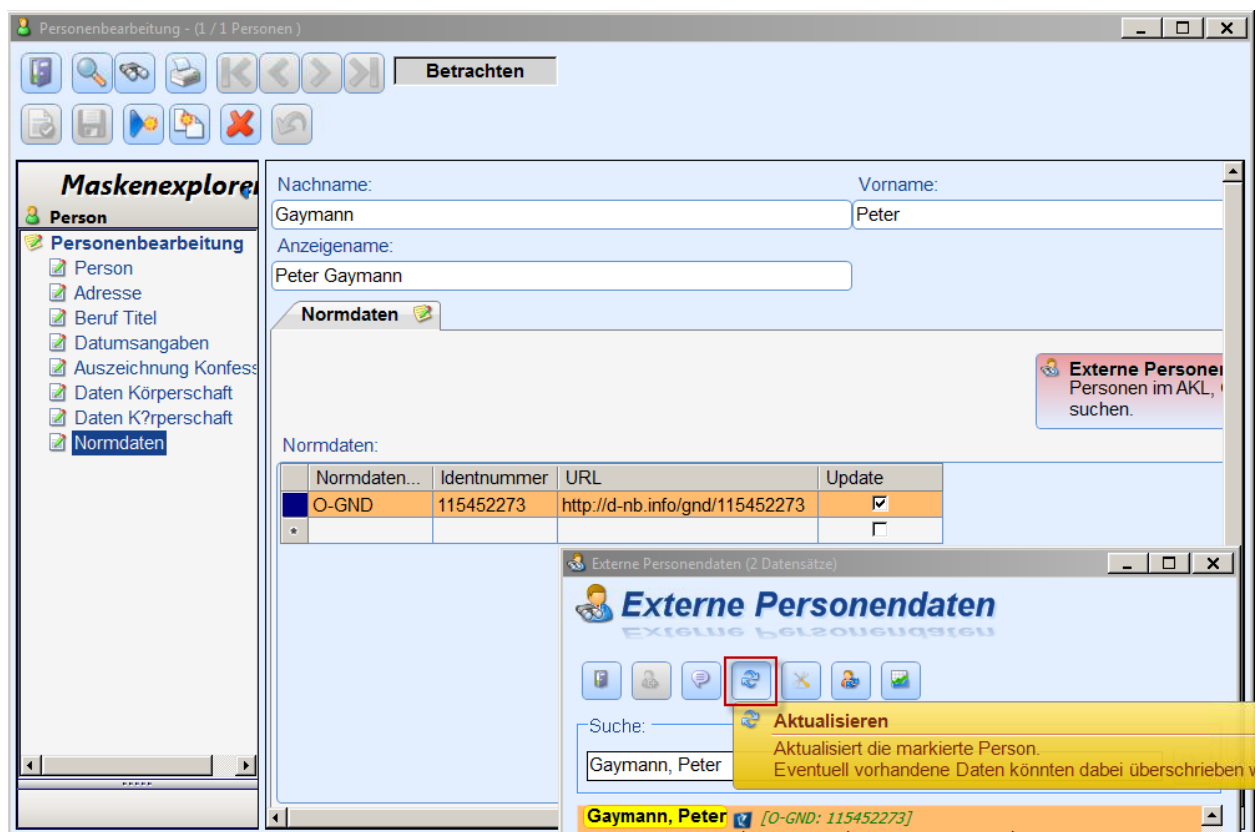 Personenbearbeitung - (1 / 1 Personen )
Betrachten
Maskenexplorer
Person
Personenbearbeitung
Person
Adresse
Beruf Titel
Datumsangaben
Auszeichnung Konfess
Daten Körperschaft
Daten K?rperschaft
Normdaten
Nachname: Vorname:
Gaymann Peter
Anzeigename:
Peter Gaymann
Normdaten
Externe Personen
Personen im AKL,
suchen.
Normdaten:
Normdaten... Identnummer URL Update
O-GND 115452273 http://d-nb.info/gnd/115452273
*
Externe Personendaten (2 Datensätze)
Externe Personendaten
Suche:
Gaymann, Peter
Aktualisieren
Aktualisiert die markierte Person.
Eventuell vorhandene Daten könnten dabei überschrieben w
Gaymann, Peter [O-GND: 115452273]